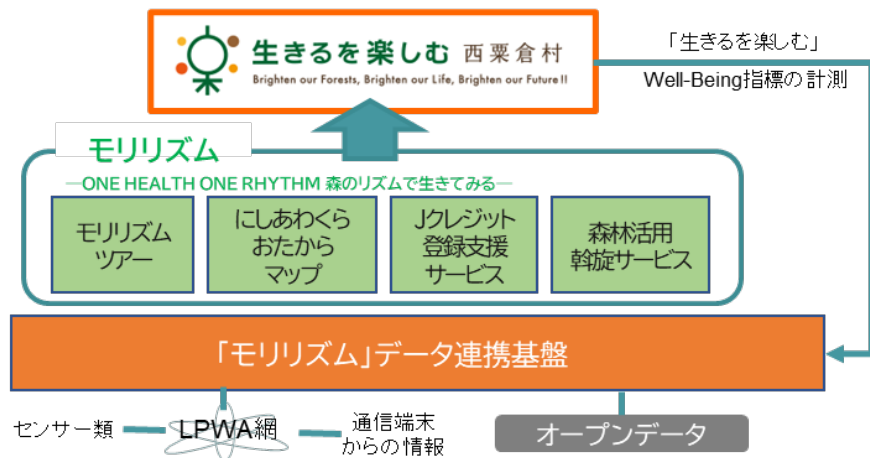 生きるを楽しむ 西粟倉村
Brighten our Forests, Brighten our Life, Brighten our Future!!
「生きるを楽しむ」
Well-Being指標の計測
モリリズム
―ONE HEALTH ONE RHYTHM 森のリズムで生きてみる―
モリリズム
ツアー
にしあわくら
おたから
マップ
Jクレジット
登録支援
サービス
森林活用
斡旋サービス
「モリリズム」データ連携基盤
センサー類
LPWA網
通信端末
からの情報
オープンデータ